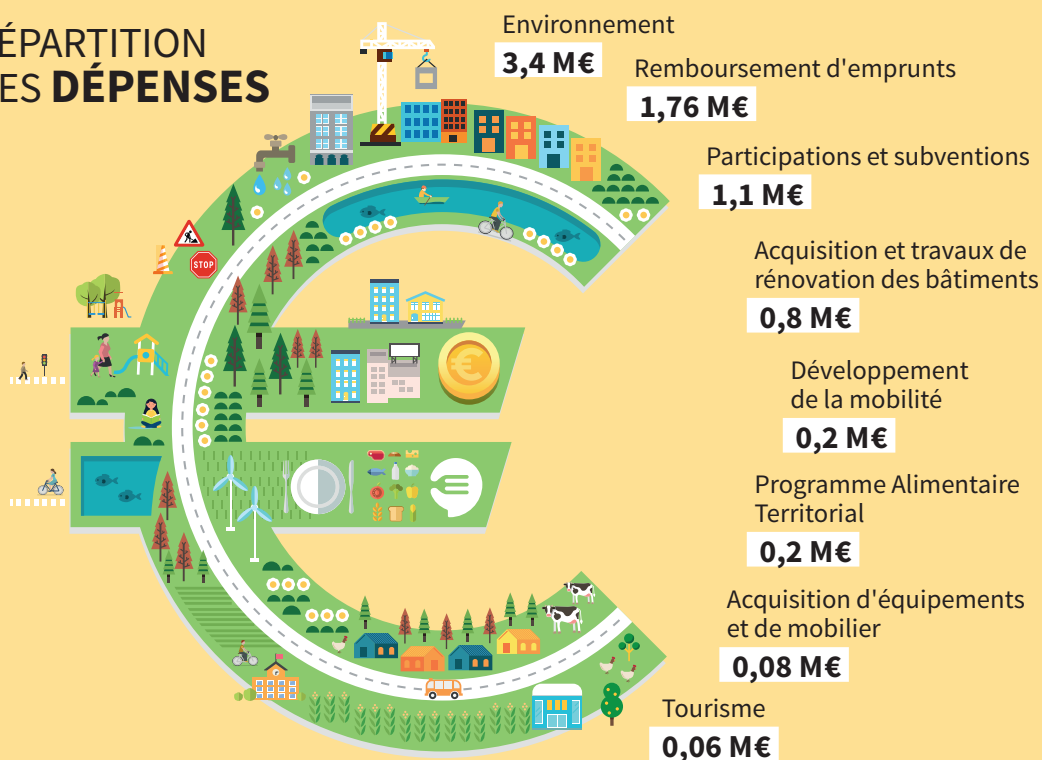 ÉPARTITION
ES DÉPENSES
Environnement
3,4 M€
Remboursement d'emprunts
1,76 M€
Participations et subventions
1,1 M€
Acquisition et travaux de
rénovation des bâtiments
0,8 M€
Développement
de la mobilité
0,2 M€
Programme Alimentaire
Territorial
0,2 M€
Acquisition d'équipements
et de mobilier
0,08 M€
Tourisme
0,06 M€
STOP
€